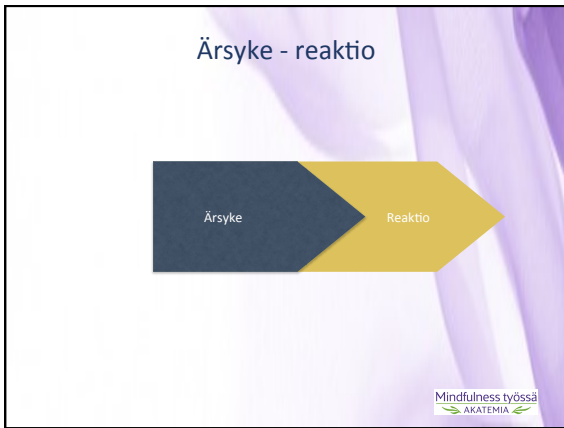 Ärsyke - reaktio
Ärsyke
Reaktio
Mindfulness työssä
AKATEMIA